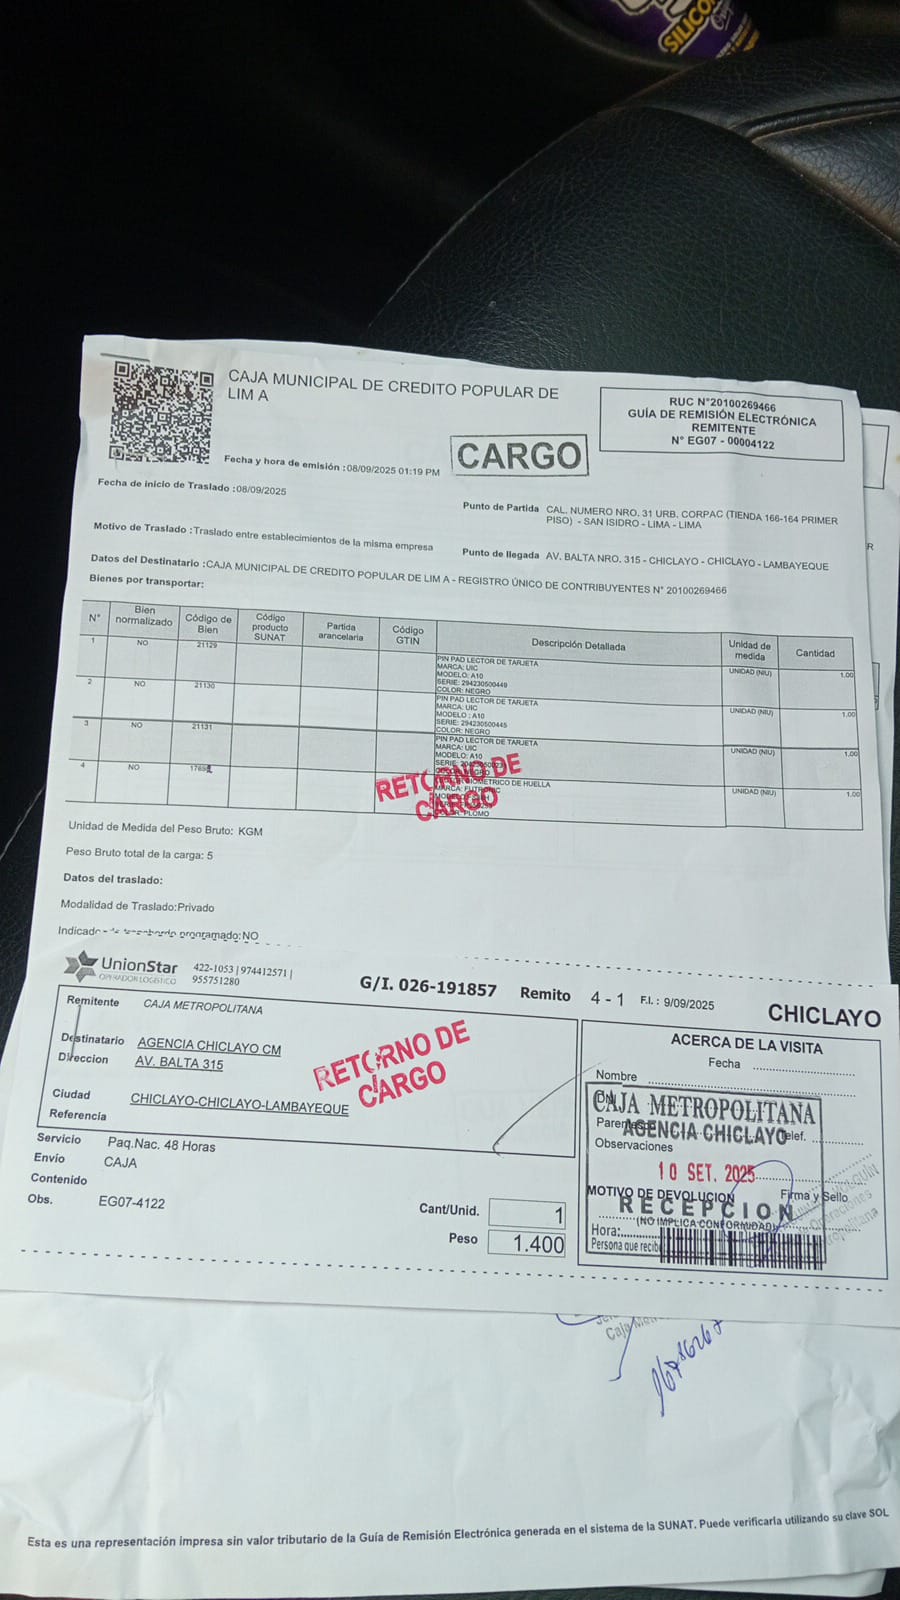 SILICO
CAJA MUNICIPAL DE CREDITO POPULAR DE
LIM A
RUC N°20100269466
GUÍA DE REMISIÓN ELECTRÓNICA
REMITENTE
N° EG07 - 00004122
CARGO
Fecha y hora de emisión :08/09/2025 01:19 PM
Fecha de inicio de Traslado :08/09/2025
Punto de Partida CAL. NUMERO NRO. 31 URB. CORPAC (TIENDA 166-164 PRIMER
PISO) - SAN ISIDRO - LIMA - LIMA
Motivo de Traslado :Traslado entre establecimientos de la misma empresa
Punto de llegada AV. BALTA NRO. 315 - CHICLAYO - CHICLAYO - LAMBAYEQUE
Datos del Destinatario :CAJA MUNICIPAL DE CREDITO POPULAR DE LIM A - REGISTRO ÚNICO DE CONTRIBUYENTES N° 20100269466
Bienes por transportar:
N° Bien normalizado Código de Bien Código producto SUNAT Partida arancelaria Código GTIN Descripción Detallada Unidad de medida Cantidad
1 NO 21129 PIN PAD LECTOR DE TARJETA UNIDAD (NIU) 1.00
MARCA: UIC
MODELO: A10
SERIE: 294230500449
COLOR: NEGRO
2 NO 21130 PIN PAD LECTOR DE TARJETA UNIDAD (NIU) 1.00
MARCA: UIC
MODELO : A10
SERIE: 294230500445
COLOR: NEGRO
3 NO 21131 PIN PAD LECTOR DE TARJETA UNIDAD (NIU) 1.00
MARCA: UIC
MODELO: A10
SERIE:
4 NO BIOMETRICO DE HUELLA UNIDAD (NIU) 1.00
MARCA: FUTRONIC
COLOR: PLOMO
RETORNO DE
CARGO
Unidad de Medida del Peso Bruto: KGM
Peso Bruto total de la carga: 5
Datos del traslado:
Modalidad de Traslado:Privado
programado:NO
UnionStar
OPERADOR LOGISTICO
422-1053 | 974412571 |
955751280
G/I. 026-191857 Remito 4 - 1 F.I.: 9/09/2025 CHICLAYO
Remitente CAJA METROPOLITANA
Destinatario AGENCIA CHICLAYO CM
Direccion AV. BALTA 315
Ciudad CHICLAYO-CHICLAYO-LAMBAYEQUE
Referencia
RETORNO DE
CARGO
Servicio Paq.Nac. 48 Horas
Envío CAJA
Contenido
Obs. EG07-4122
Cant/Unid. 1
Peso 1.400
ACERCA DE LA VISITA
Fecha
Nombre
CAJA METROPOLITANA
AGENCIA CHICLAYO
Observaciones
10 SET. 2025
MOTIVO DE DEVOLUCION Firma y Sello
RECEPCION
(NO IMPLICA CONFORMIDAD)
Hora:
Persona que recibe
Esta es una representación impresa sin valor tributario de la Guía de Remisión Electrónica generada en el sistema de la SUNAT. Puede verificarla utilizando su clave SOL